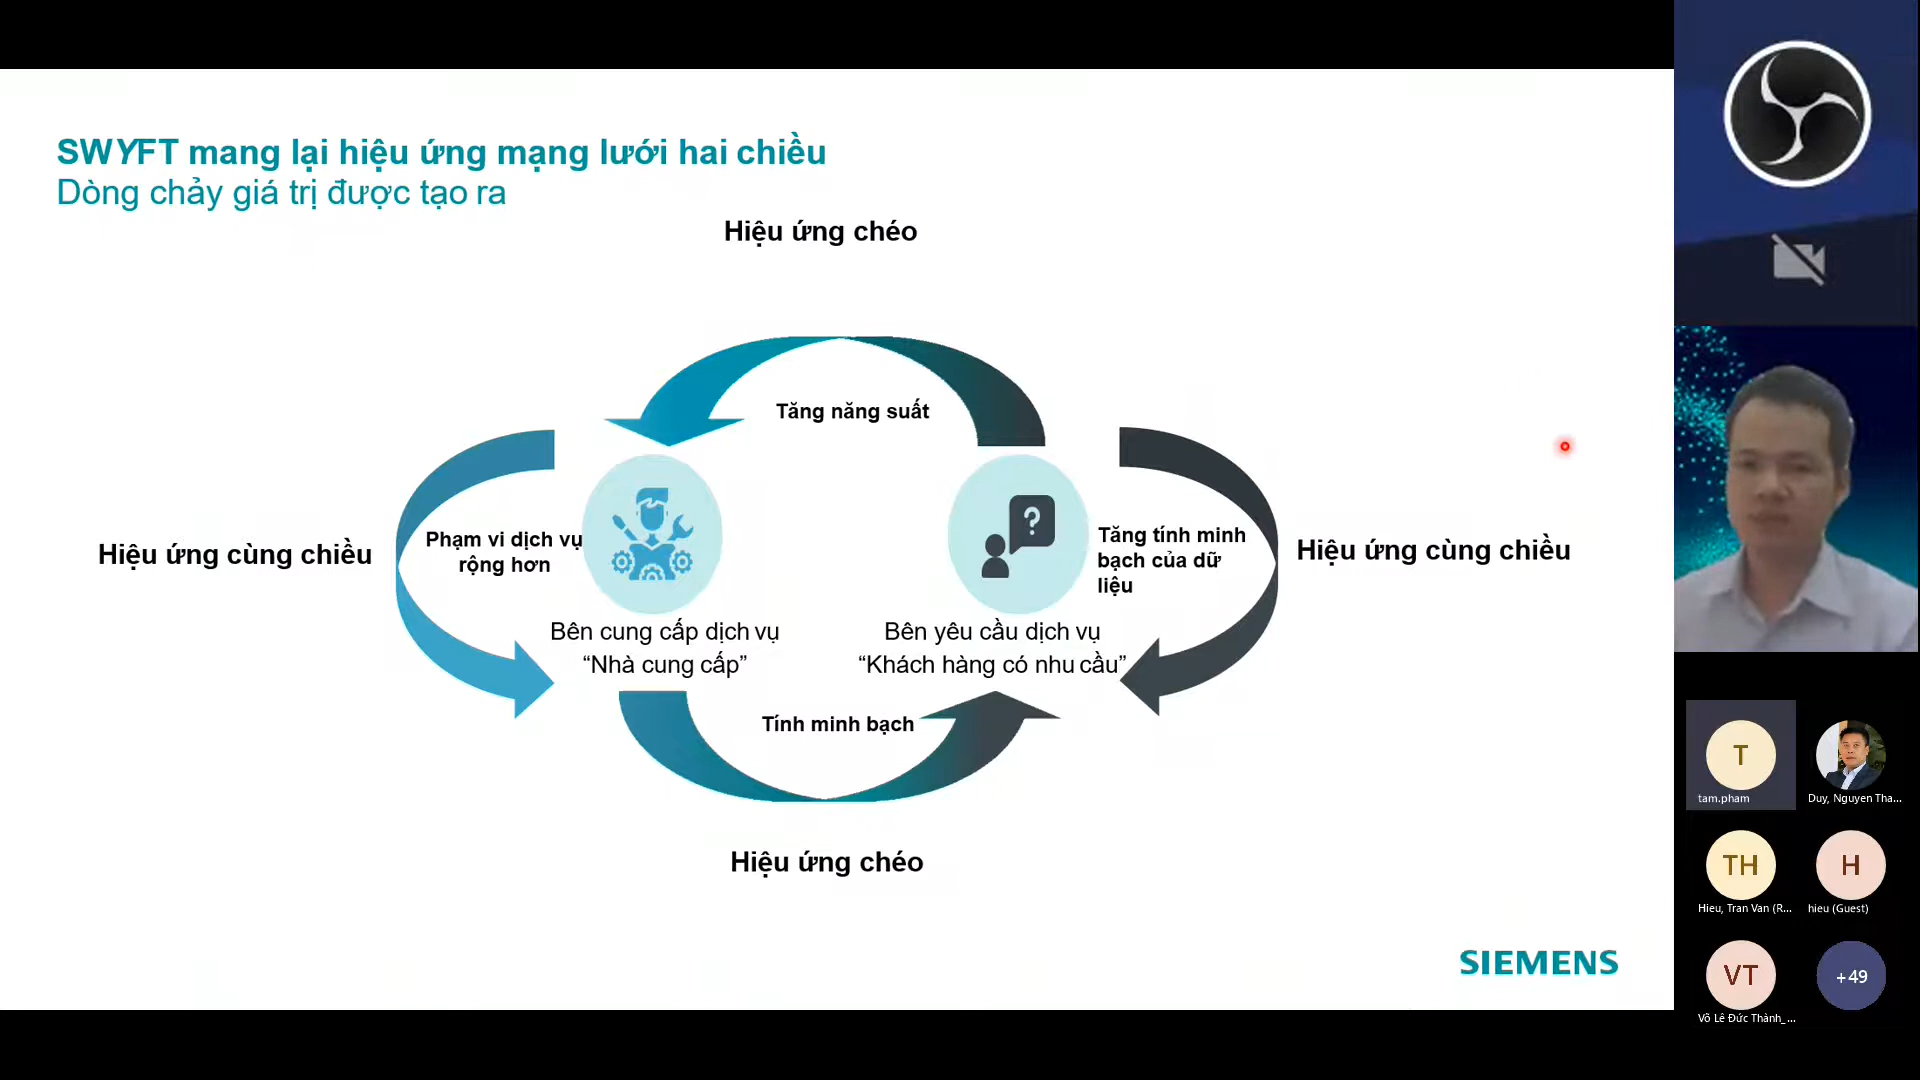 SWYFT mang lại hiệu ứng mạng lưới hai chiều
Dòng chảy giá trị được tạo ra
Hiệu ứng chéo
Tăng năng suất
Hiệu ứng cùng chiều
Phạm vi dịch vụ
rộng hơn
Tăng tính minh
bạch của dữ
liệu
Hiệu ứng cùng chiều
?
Bên cung cấp dịch vụ
“Nhà cung cấp”
Bên yêu cầu dịch vụ
“Khách hàng có nhu cầu”
Tính minh bạch
Hiệu ứng chéo
SIEMENS
T
tam.pham
Duy, Nguyen Tha...
TH
Hieu, Tran Van (R...
H
hieu (Guest)
VT
Võ Lê Đức Thành_...
+49